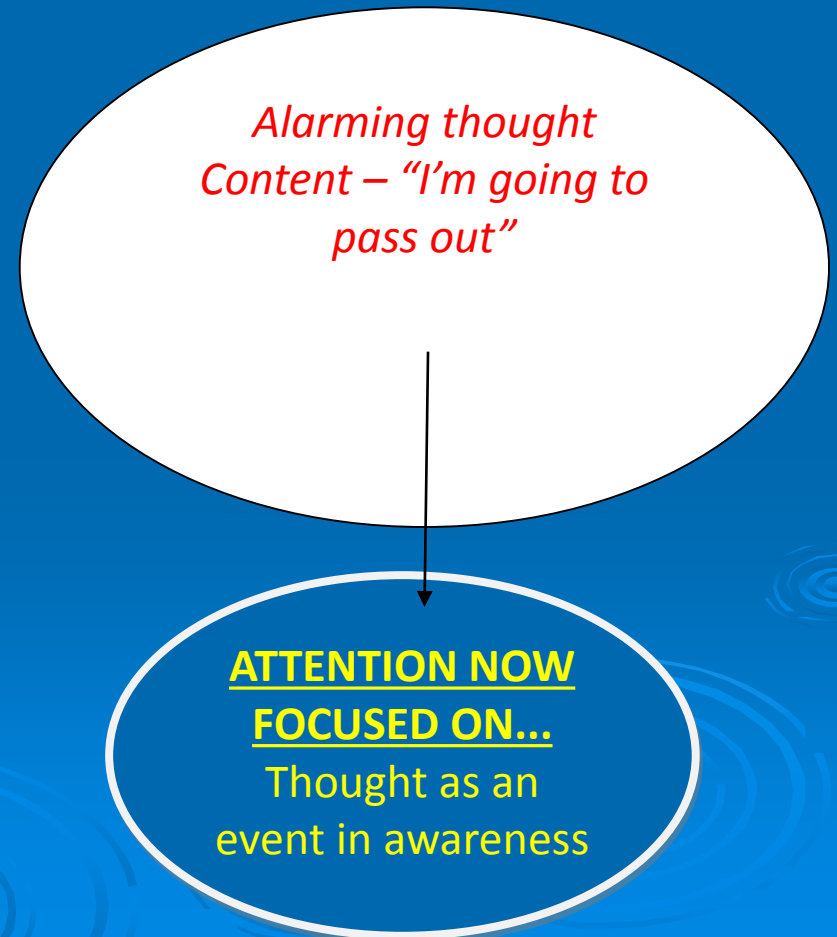 Alarming thought
Content – “I’m going to
pass out”
ATTENTION NOW
FOCUSED ON...
Thought as an
event in awareness